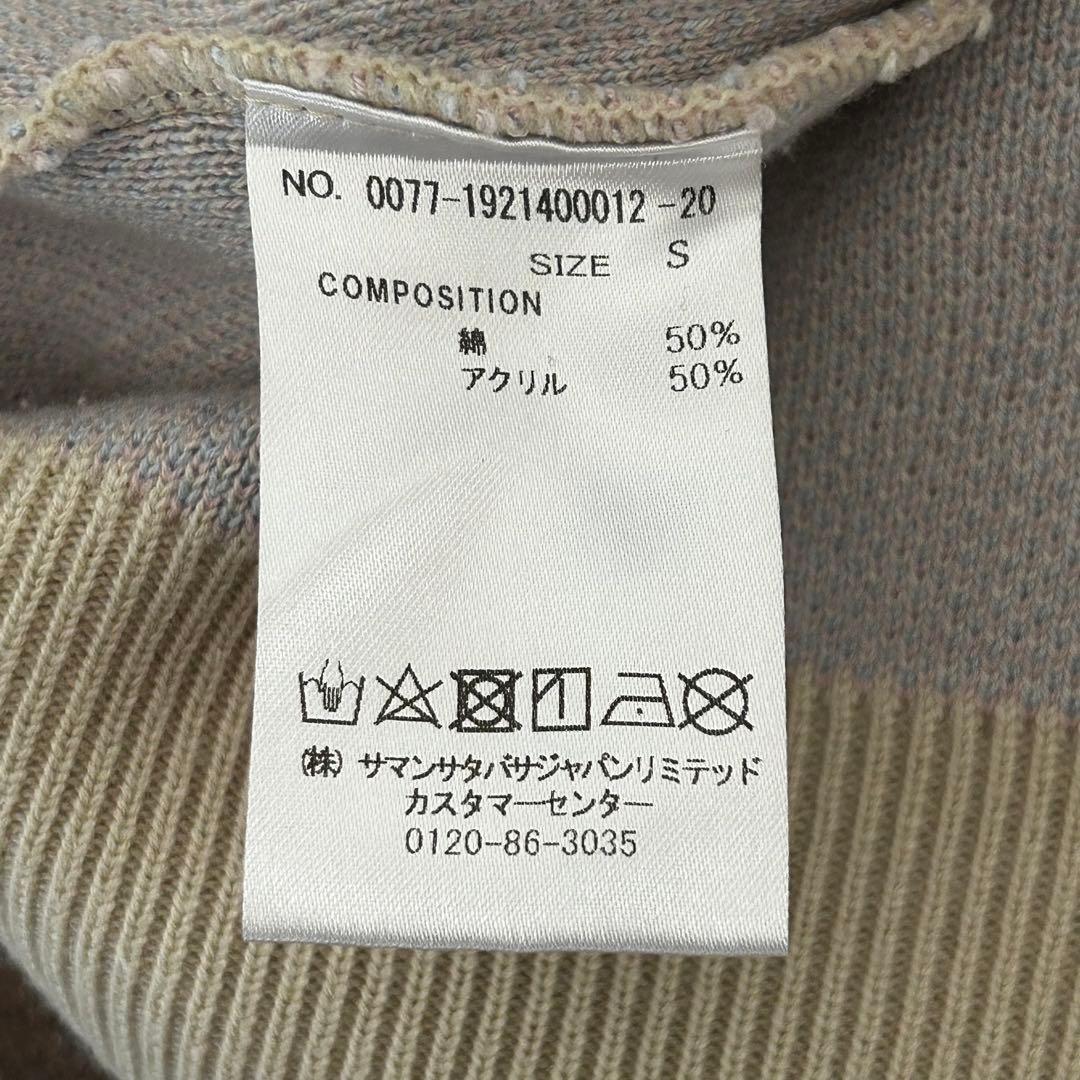 NO. 0077-1921400012-20
SIZE S
COMPOSITION
綿 50%
アクリル 50%
(株) サマンサタバサジャパンリミテッド
カスタマーセンター
0120-86-3035